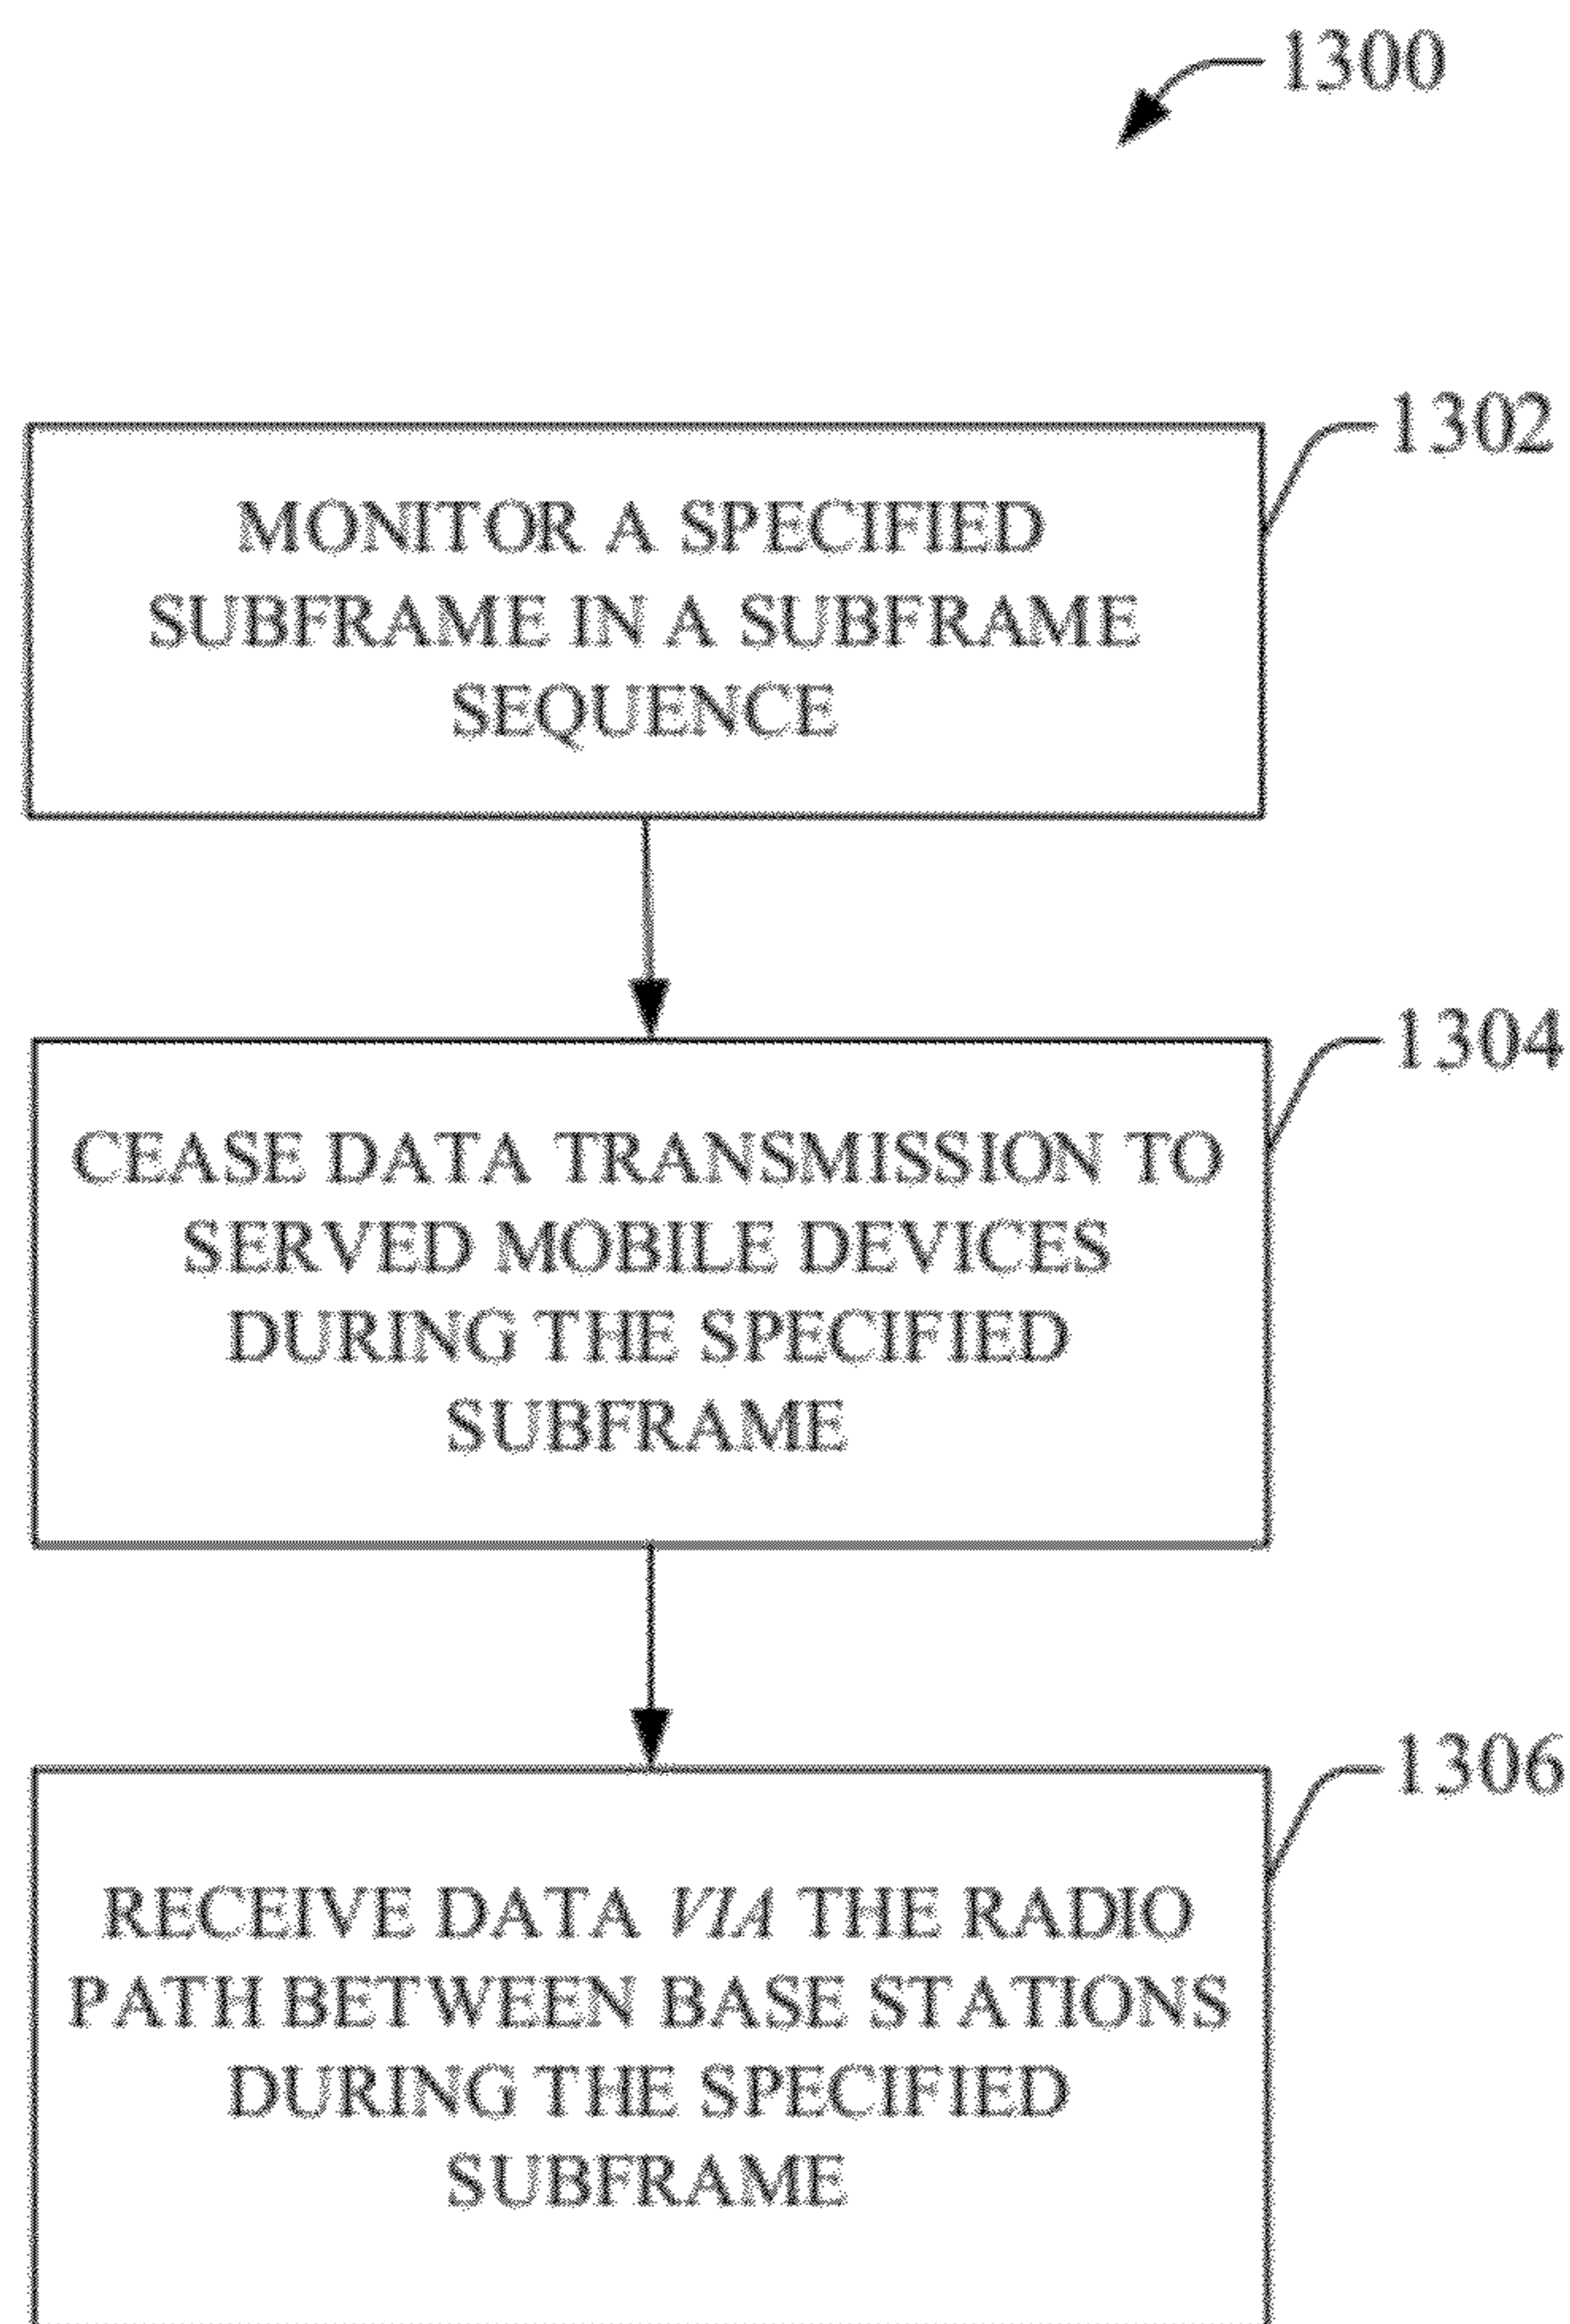 1300
1302
MONITOR A SPECIFIED
SUBFRAME IN A SUBFRAME
SEQUENCE
1304
CEASE DATA TRANSMISSION TO
SERVED MOBILE DEVICES
DURING THE SPECIFIED
SUBFRAME
1306
RECEIVE DATA VIA THE RADIO
PATH BETWEEN BASE STATIONS
DURING THE SPECIFIED
SUBFRAME